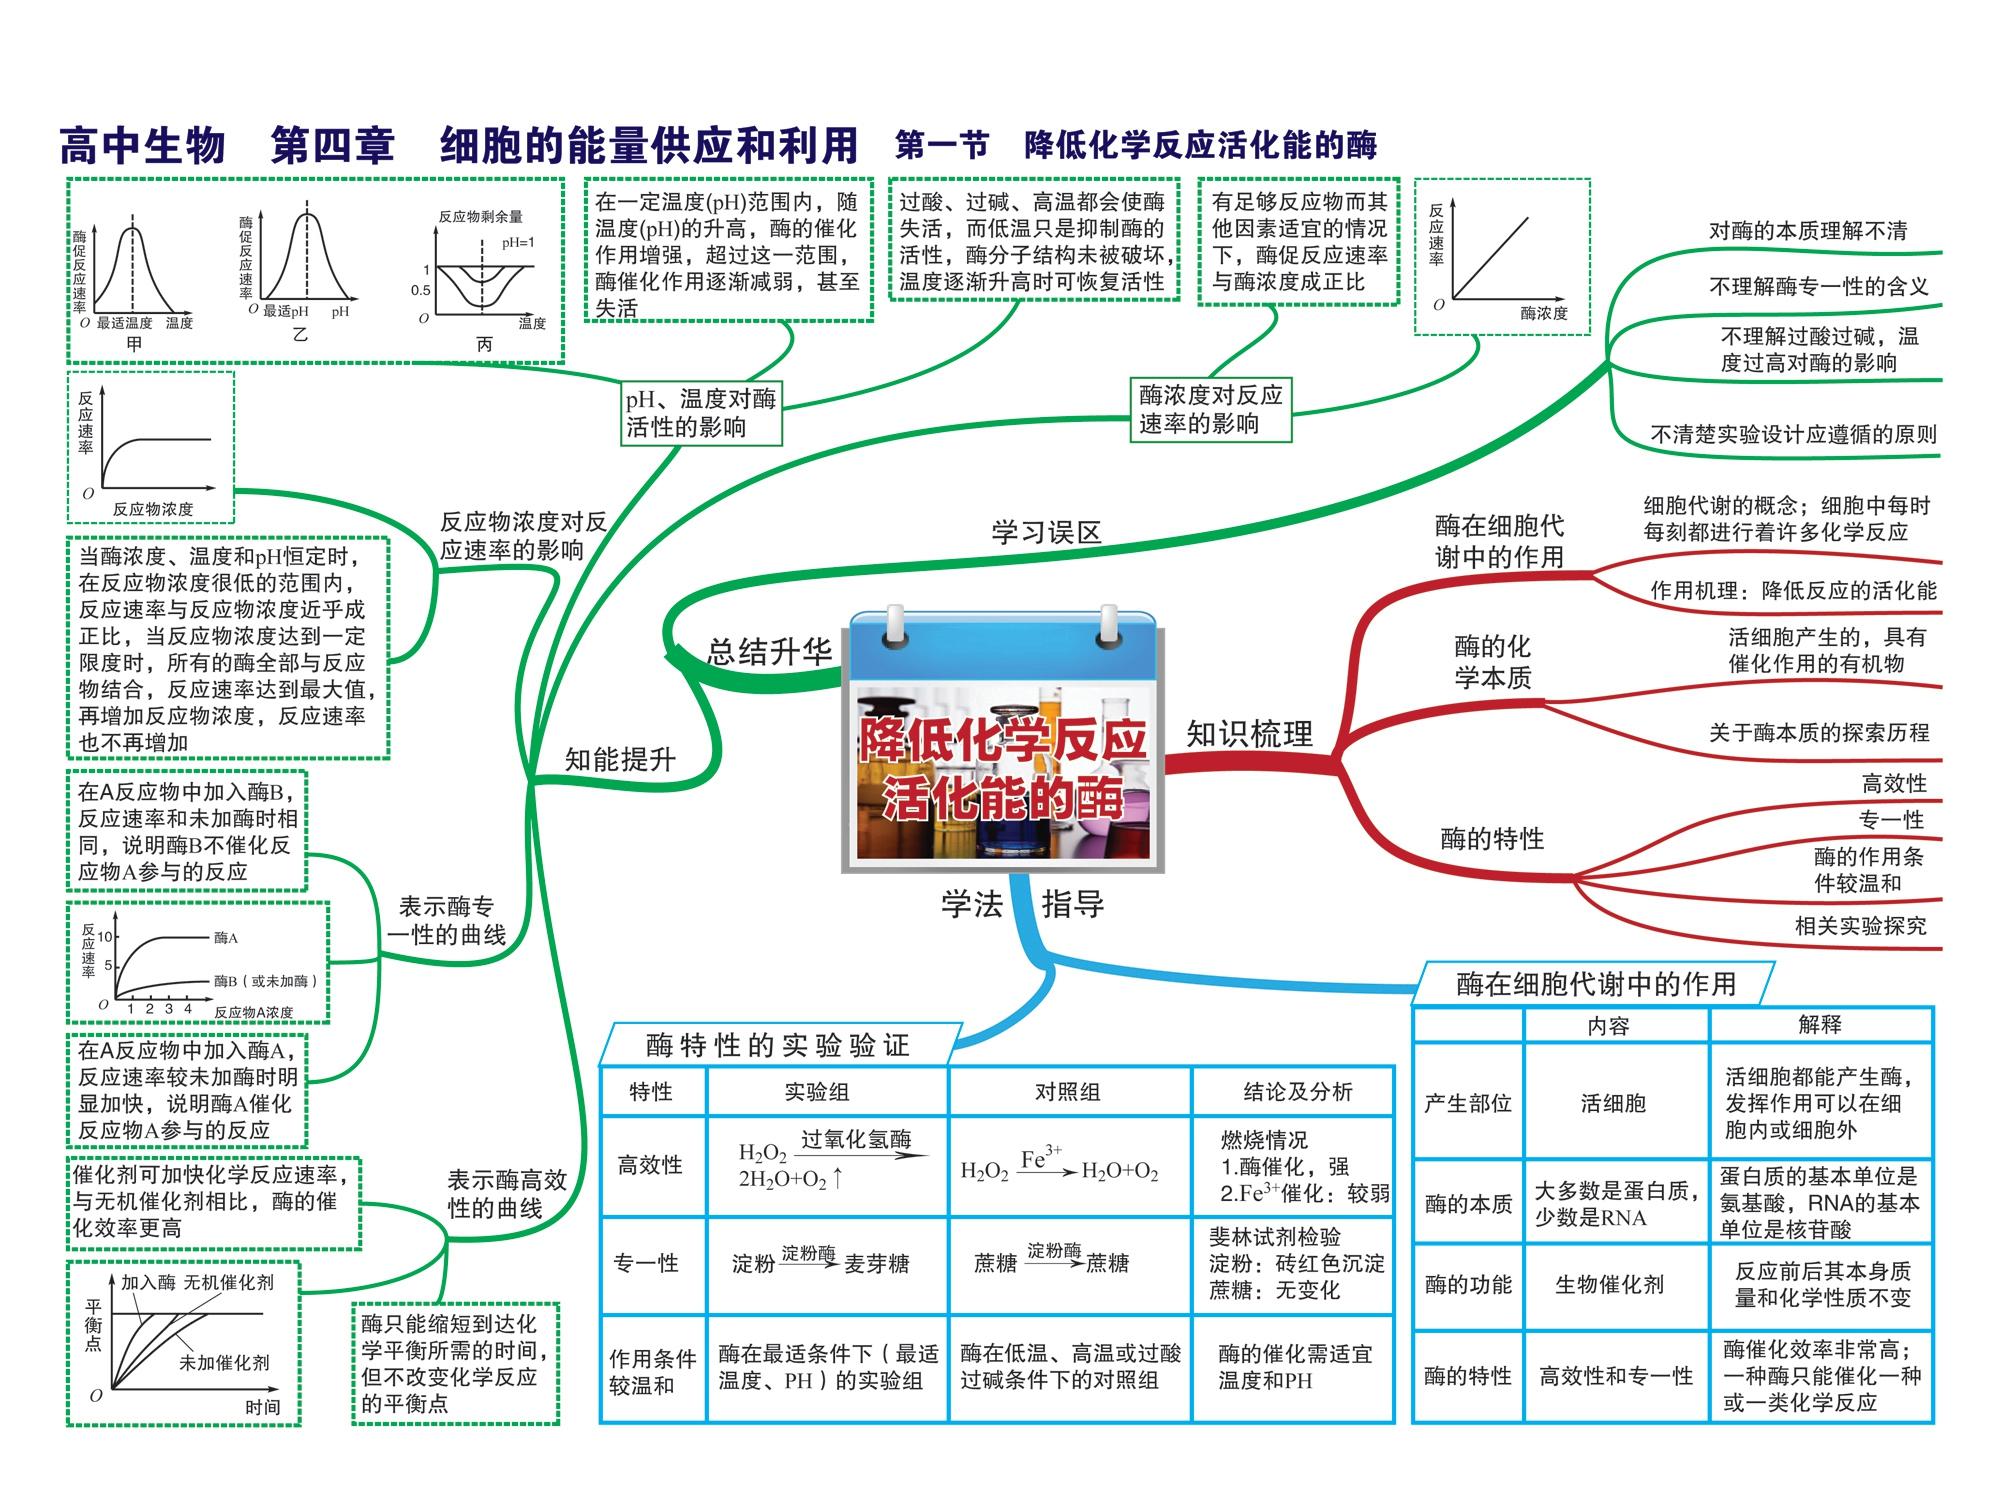 高中生物 第四章 细胞的能量供应和利用 第一节 降低化学反应活化能的酶
酶促反应速率
O 最适温度 温度
甲
酶促反应速率
O 最适pH pH
乙
反应物剩余量
pH=1
1
0.5
O
温度
丙
在一定温度(pH)范围内，随
温度(pH)的升高，酶的催化
作用增强，超过这一范围，
酶催化作用逐渐减弱，甚至
失活
过酸、过碱、高温都会使酶
失活，而低温只是抑制酶的
活性，酶分子结构未被破坏，
温度逐渐升高时可恢复活性
有足够反应物而其
他因素适宜的情况
下，酶促反应速率
与酶浓度成正比
反应速率
O
酶浓度
pH、温度对酶
活性的影响
酶浓度对反应
速率的影响
对酶的本质理解不清
不理解酶专一性的含义
不理解过酸过碱，温
度过高对酶的影响
不清楚实验设计应遵循的原则
学习误区
反应速率
O
反应物浓度
反应物浓度对反
应速率的影响
当酶浓度、温度和pH恒定时，
在反应物浓度很低的范围内，
反应速率与反应物浓度近乎成
正比，当反应物浓度达到一定
限度时，所有的酶全部与反应
物结合，反应速率达到最大值，
再增加反应物浓度，反应速率
也不再增加
总结升华
知能提升
降低化学反应
活化能的酶
知识梳理
酶在细胞代
谢中的作用
细胞代谢的概念；细胞中每时
每刻都进行着许多化学反应
作用机理：降低反应的活化能
酶的化
学本质
活细胞产生的，具有
催化作用的有机物
关于酶本质的探索历程
酶的特性
高效性
专一性
酶的作用条
件较温和
相关实验探究
在A反应物中加入酶B，
反应速率和未加酶时相
同，说明酶B不催化反
应物A参与的反应
反应速率
10
5
酶A
酶B（或未加酶）
O 1 2 3 4 反应物A浓度
表示酶专
一性的曲线
在A反应物中加入酶A，
反应速率较未加酶时明
显加快，说明酶A催化
反应物A参与的反应
催化剂可加快化学反应速率，
与无机催化剂相比，酶的催
化效率更高
表示酶高效
性的曲线
加入酶 无机催化剂
平衡点
未加催化剂
O
时间
酶只能缩短到达化
学平衡所需的时间，
但不改变化学反应
的平衡点
学法 指导
酶特性的实验验证
特性 实验组 对照组 结论及分析
高效性
H₂O₂ 过氧化氢酶→
2H₂O+O₂↑
H₂O₂ Fe³⁺→ H₂O+O₂
燃烧情况
1.酶催化，强
2.Fe³⁺催化：较弱
专一性
淀粉 淀粉酶→ 麦芽糖
蔗糖 淀粉酶→ 蔗糖
斐林试剂检验
淀粉：砖红色沉淀
蔗糖：无变化
作用条件
较温和
酶在最适条件下（最适
温度、PH）的实验组
酶在低温、高温或过酸
过碱条件下的对照组
酶的催化需适宜
温度和PH
酶在细胞代谢中的作用
内容 解释
产生部位
活细胞
活细胞都能产生酶，
发挥作用可以在细
胞内或细胞外
酶的本质
大多数是蛋白质，
少数是RNA
蛋白质的基本单位是
氨基酸，RNA的基本
单位是核苷酸
酶的功能
生物催化剂
反应前后其本身质
量和化学性质不变
酶的特性
高效性和专一性
酶催化效率非常高；
一种酶只能催化一种
或一类化学反应